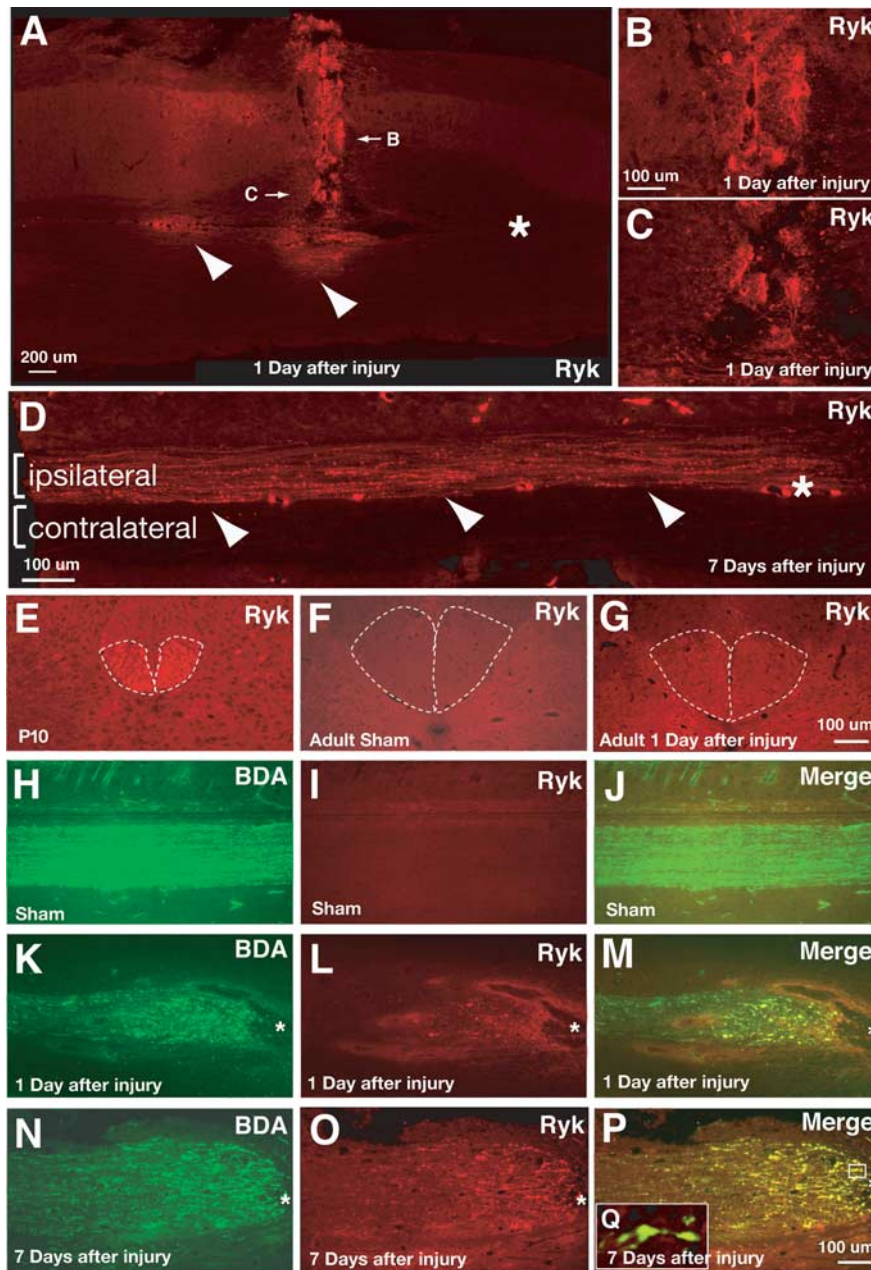 A
B
C
*
200 um
1 Day after injury
Ryk
B
Ryk
100 um
1 Day after injury
C
Ryk
1 Day after injury
D
Ryk
ipsilateral
contralateral
*
100 um
7 Days after injury
E
Ryk
P10
F
Ryk
Adult Sham
G
Ryk
100 um
Adult 1 Day after injury
H
BDA
Sham
I
Ryk
Sham
J
Merge
Sham
K
BDA
*
1 Day after injury
L
Ryk
*
1 Day after injury
M
Merge
*
1 Day after injury
N
BDA
*
7 Days after injury
O
Ryk
*
7 Days after injury
P
Merge
*
Q
100 um
7 Days after injury